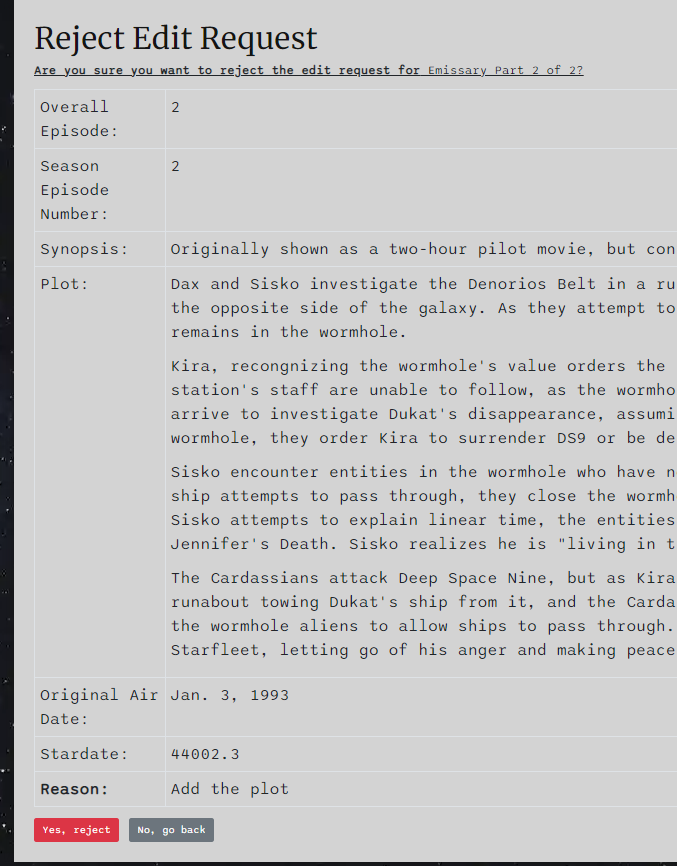 Reject Edit Request
Are you sure you want to reject the edit request for Emissary Part 2 of 2?
Overall Episode:
2
Season Episode Number:
2
Synopsis:
Originally shown as a two-hour pilot movie, but con
Plot:
Dax and Sisko investigate the Denorios Belt in a ru
the opposite side of the galaxy. As they attempt to
remains in the wormhole.
Kira, recongnizing the wormhole's value orders the
station's staff are unable to follow, as the wormho
arrive to investigate Dukat's disappearance, assumi
wormhole, they order Kira to surrender DS9 or be de
Sisko encounter entities in the wormhole who have n
ship attempts to pass through, they close the wormh
Sisko attempts to explain linear time, the entities
Jennifer's Death. Sisko realizes he is "living in t
The Cardassians attack Deep Space Nine, but as Kira
runabout towing Dukat's ship from it, and the Carda
the wormhole aliens to allow ships to pass through.
Starfleet, letting go of his anger and making peace
Original Air Date:
Jan. 3, 1993
Stardate:
44002.3
Reason:
Add the plot
Yes, reject
No, go back